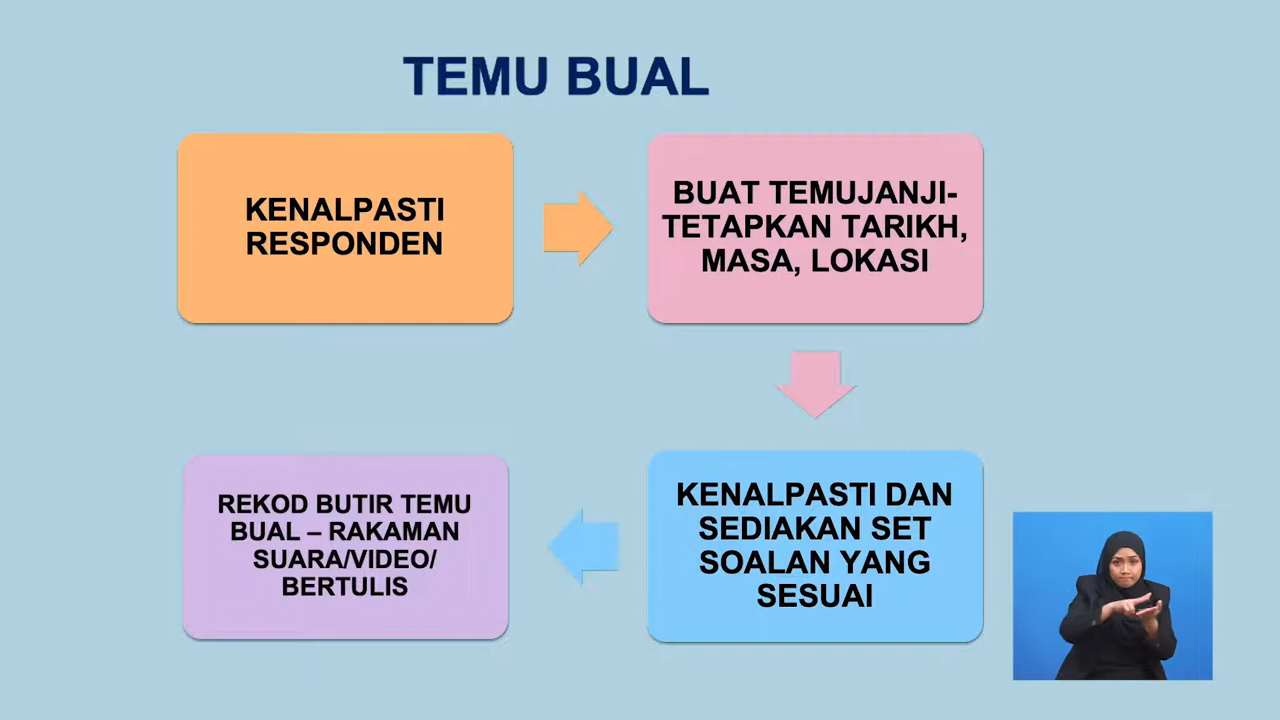 TEMU BUAL
KENALPASTI
RESPONDEN
BUAT TEMUJANJI-
TETAPKAN TARIKH,
MASA, LOKASI
KENALPASTI DAN
SEDIAKAN SET
SOALAN YANG
SESUAI
REKOD BUTIR TEMU
BUAL – RAKAMAN
SUARA/VIDEO/
BERTULIS